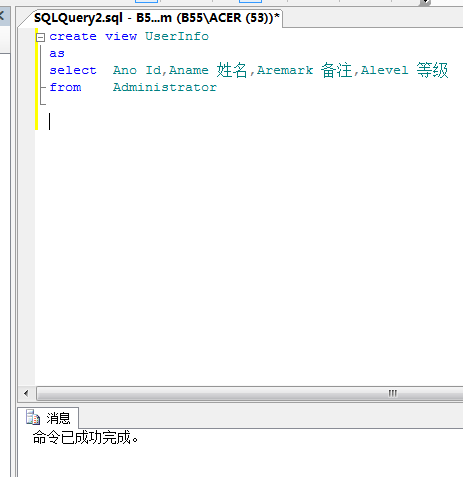 SQLQuery2.sql - B5...m (B55\ACER (53))*
create view UserInfo
as
select  Ano Id,Aname 姓名,Aremark 备注,Alevel 等级
from    Administrator
消息
命令已成功完成。